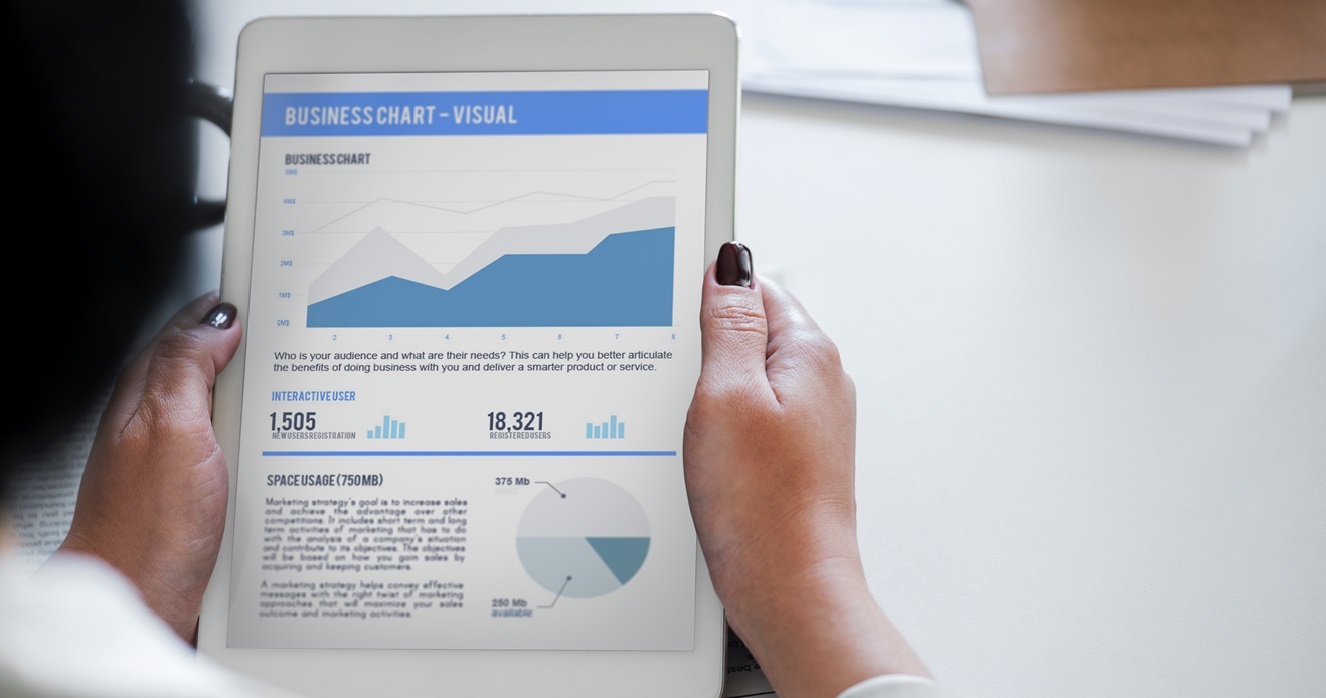 BUSINESS CHART - VISUAL
BUSINESS CHART
5M$
4M$
3M$
2M$
1M$
0M$
2 3 4 5 6 7 8
Who is your audience and what are their needs? This can help you better articulate
the benefits of doing business with you and deliver a smarter product or service.
INTERACTIVE USER
1,505
NEW USERS REGISTRATION
18,321
REGISTERED USERS
SPACE USAGE (750 MB)
Marketing strategy's goal is to increase sales
and achieve the advantage over other
competitions. It includes short term and long
term activities of marketing that has to do
with the analysis of a company's situation
and contribute to its objectives. The objectives
will be based on how you gain sales by
acquiring and keeping customers.
A marketing strategy helps convey effective
messages with the right twist of marketing
approaches that will maximize your sales
outcome and marketing activities.
375 Mb
used
250 Mb
available